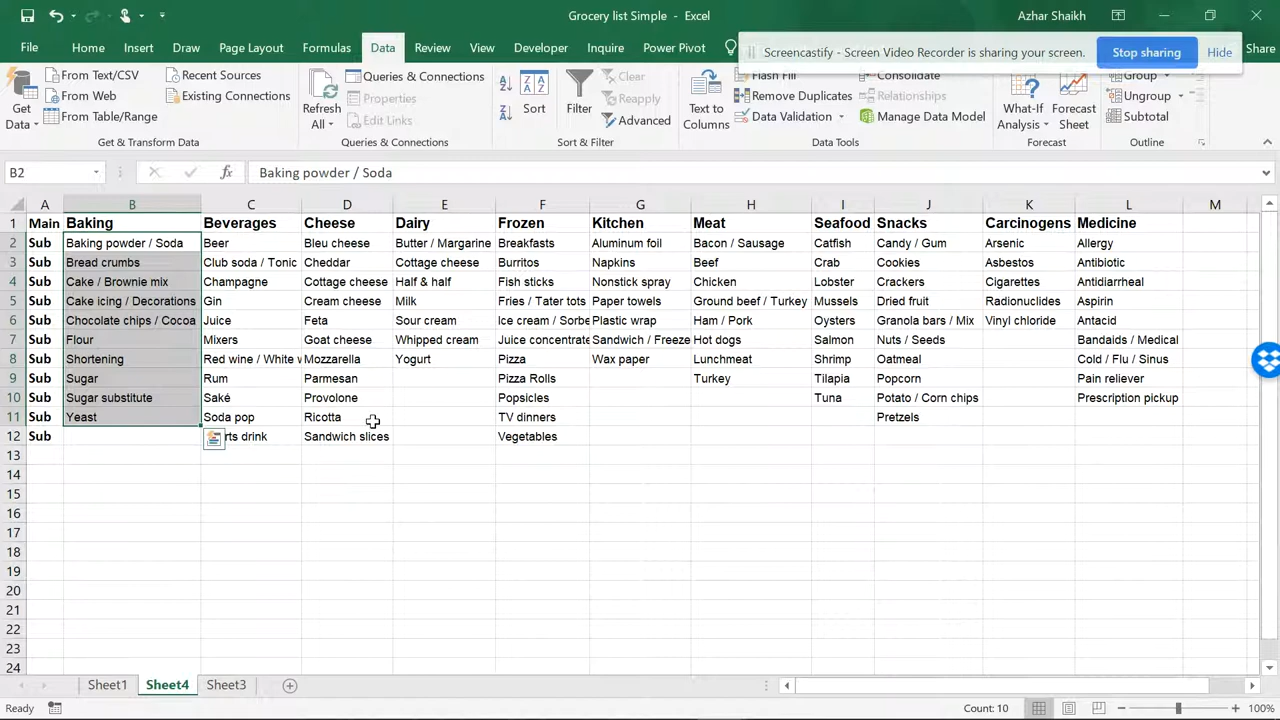 Grocery list Simple - Excel
Azhar Shaikh
File Home Insert Draw Page Layout Formulas Data Review View Developer Inquire Power Pivot
Screencastify - Screen Video Recorder is sharing your screen. Stop sharing Hide
Share
Get Data
From Text/CSV
From Web
From Table/Range
Recent Sources
Existing Connections
Get & Transform Data
Refresh All
Queries & Connections
Properties
Edit Links
Queries & Connections
Sort
Filter
Clear
Reapply
Advanced
Sort & Filter
Text to Columns
Flash Fill
Remove Duplicates
Data Validation
Consolidate
Relationships
Manage Data Model
Data Tools
What-If Analysis
Forecast Sheet
Forecast
Group
Ungroup
Subtotal
Outline
B2 fx Baking powder / Soda
A B C D E F G H I J K L M
1 Main Baking Beverages Cheese Dairy Frozen Kitchen Meat Seafood Snacks Carcinogens Medicine
2 Sub Baking powder / Soda Beer Bleu cheese Butter / Margarine Breakfasts Aluminum foil Bacon / Sausage Catfish Candy / Gum Arsenic Allergy
3 Sub Bread crumbs Club soda / Tonic Cheddar Cottage cheese Burritos Napkins Beef Crab Cookies Asbestos Antibiotic
4 Sub Cake / Brownie mix Champagne Cottage cheese Half & half Fish sticks Nonstick spray Chicken Lobster Crackers Cigarettes Antidiarrheal
5 Sub Cake icing / Decorations Gin Cream cheese Milk Fries / Tater tots Paper towels Ground beef / Turkey Mussels Dried fruit Radionuclides Aspirin
6 Sub Chocolate chips / Cocoa Juice Feta Sour cream Ice cream / Sorbe Plastic wrap Ham / Pork Oysters Granola bars / Mix Vinyl chloride Antacid
7 Sub Flour Mixers Goat cheese Whipped cream Juice concentrate Sandwich / Freeze Hot dogs Salmon Nuts / Seeds Bandaids / Medical
8 Sub Shortening Red wine / White w Mozzarella Yogurt Pizza Wax paper Lunchmeat Shrimp Oatmeal Cold / Flu / Sinus
9 Sub Sugar Rum Parmesan Pizza Rolls Turkey Tilapia Popcorn Pain reliever
10 Sub Sugar substitute Saké Provolone Popsicles Tuna Potato / Corn chips Prescription pickup
11 Sub Yeast Soda pop Ricotta TV dinners Pretzels
12 Sub rts drink Sandwich slices Vegetables
13
14
15
16
17
18
19
20
21
22
23
24
Sheet1 Sheet4 Sheet3
Ready Count: 10 100%